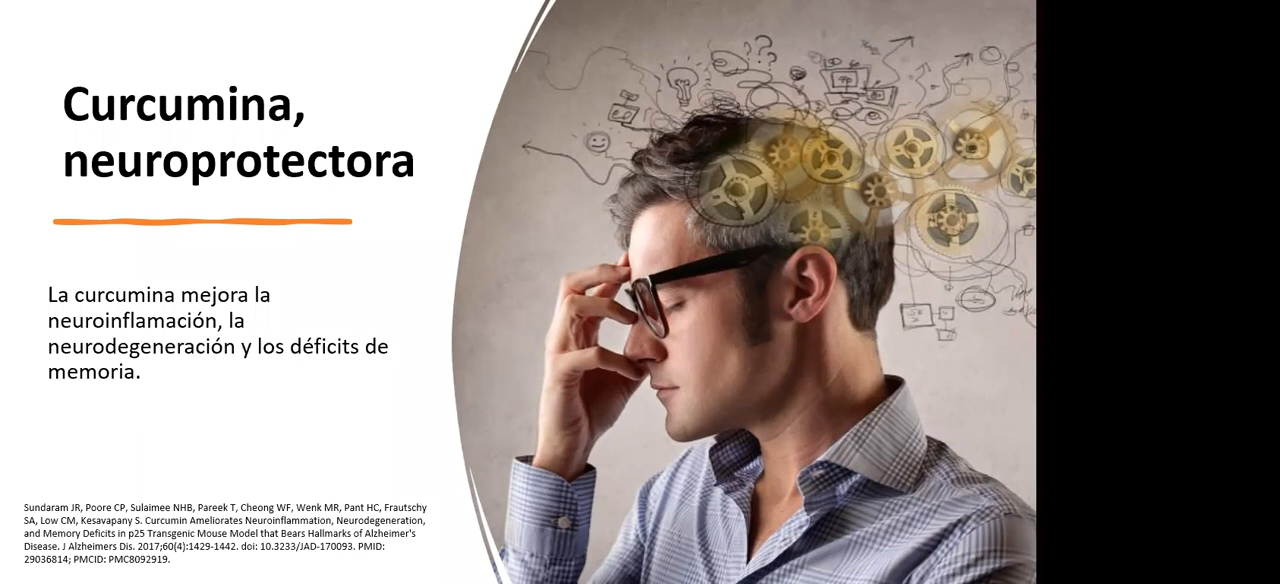 Curcumina,
neuroprotectora
La curcumina mejora la
neuroinflamación, la
neurodegeneración y los déficits de
memoria.
Sundaram JR, Poore CP, Sulaimee NHB, Pareek T, Cheong WF, Wenk MR, Pant HC, Frautschy
SA, Low CM, Kesavapany S. Curcumin Ameliorates Neuroinflammation, Neurodegeneration,
and Memory Deficits in p25 Transgenic Mouse Model that Bears Hallmarks of Alzheimer's
Disease. J Alzheimers Dis. 2017;60(4):1429-1442. doi: 10.3233/JAD-170093. PMID:
29036814; PMCID: PMC8092919.